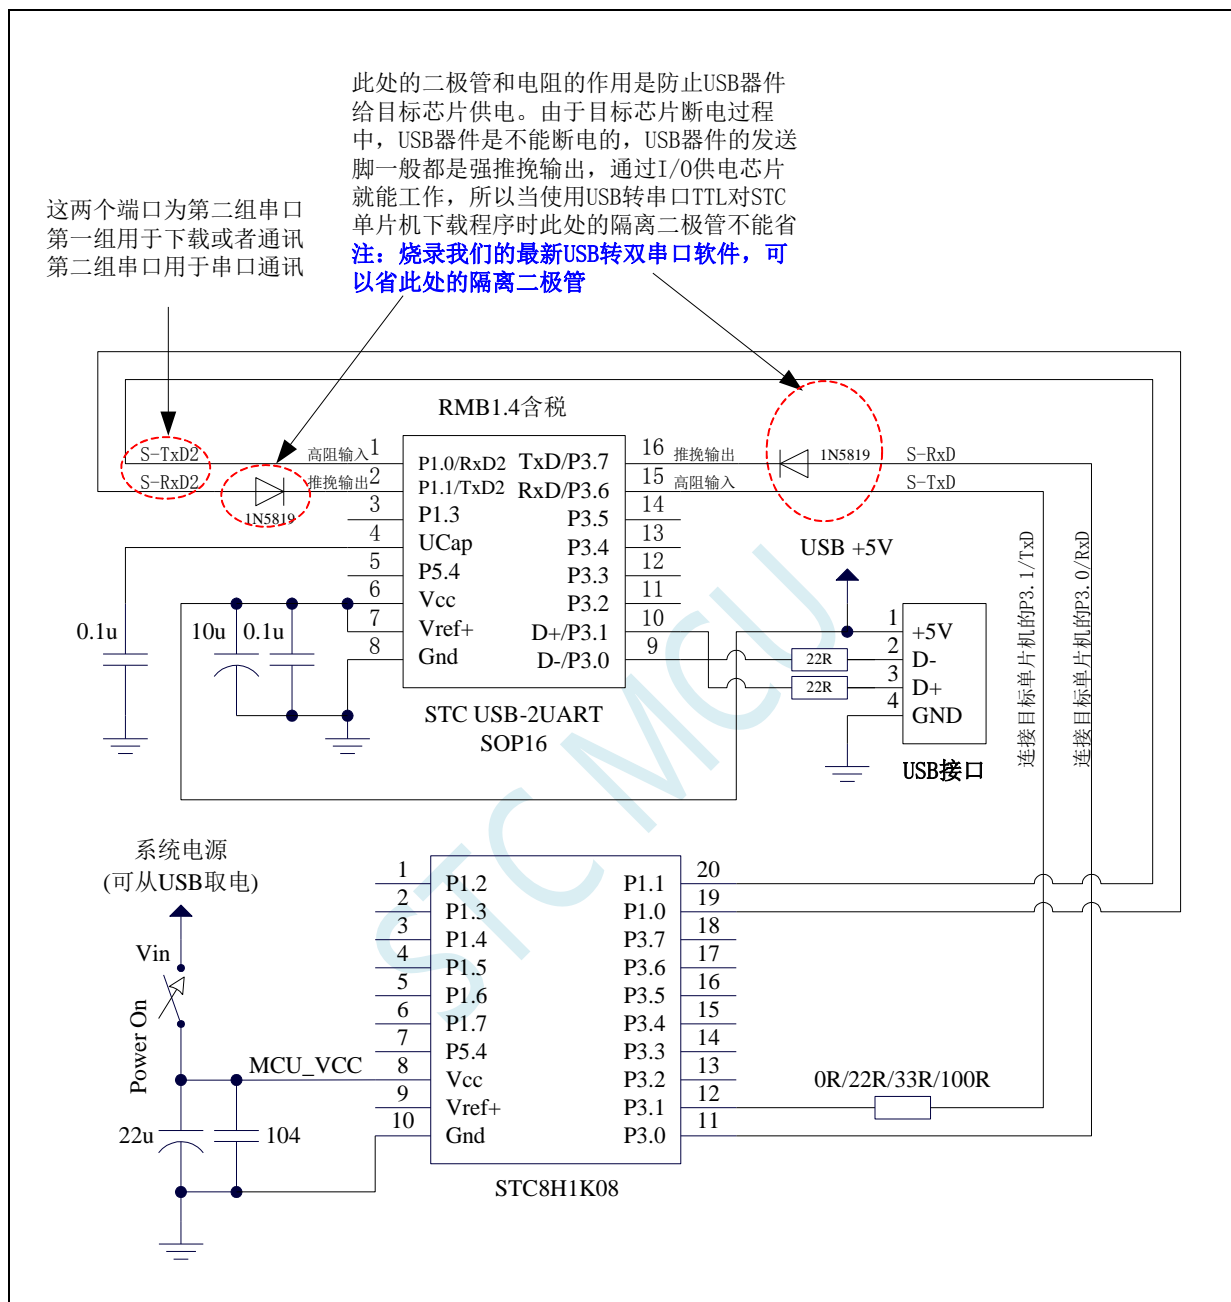 此处的二极管和电阻的作用是防止USB器件
给目标芯片供电。由于目标芯片断电过程
中，USB器件是不能断电的，USB器件的发送
脚一般都是强推挽输出，通过I/O供电芯片
就能工作，所以当使用USB转串口TTL对STC
单片机下载程序时此处的隔离二极管不能省
注：烧录我们的最新USB转双串口软件，可
以省此处的隔离二极管
这两个端口为第二组串口
第一组用于下载或者通讯
第二组串口用于串口通讯
RMB1.4含税
S-TxD2
高阻输入
1
P1.0/RxD2
TxD/P3.7
16
推挽输出
1N5819
S-RxD
S-RxD2
1N5819
推挽输出
2
P1.1/TxD2
RxD/P3.6
15
高阻输入
S-TxD
3
P1.3
P3.5
14
4
UCap
P3.4
13
5
P5.4
P3.3
12
6
Vcc
P3.2
11
7
Vref+
D+/P3.1
10
8
Gnd
D-/P3.0
9
STC USB-2UART
SOP16
0.1u
10u
0.1u
USB +5V
1
+5V
2
D-
3
D+
4
GND
22R
22R
USB接口
连接目标单片机的P3.1/TxD
连接目标单片机的P3.0/RxD
STC MCU
系统电源
(可从USB取电)
Vin
Power On
MCU_VCC
22u
104
1
P1.2
P1.1
20
2
P1.3
P1.0
19
3
P1.4
P3.7
18
4
P1.5
P3.6
17
5
P1.6
P3.5
16
6
P1.7
P3.4
15
7
P5.4
P3.3
14
8
Vcc
P3.2
13
9
Vref+
P3.1
12
10
Gnd
P3.0
11
0R/22R/33R/100R
STC8H1K08